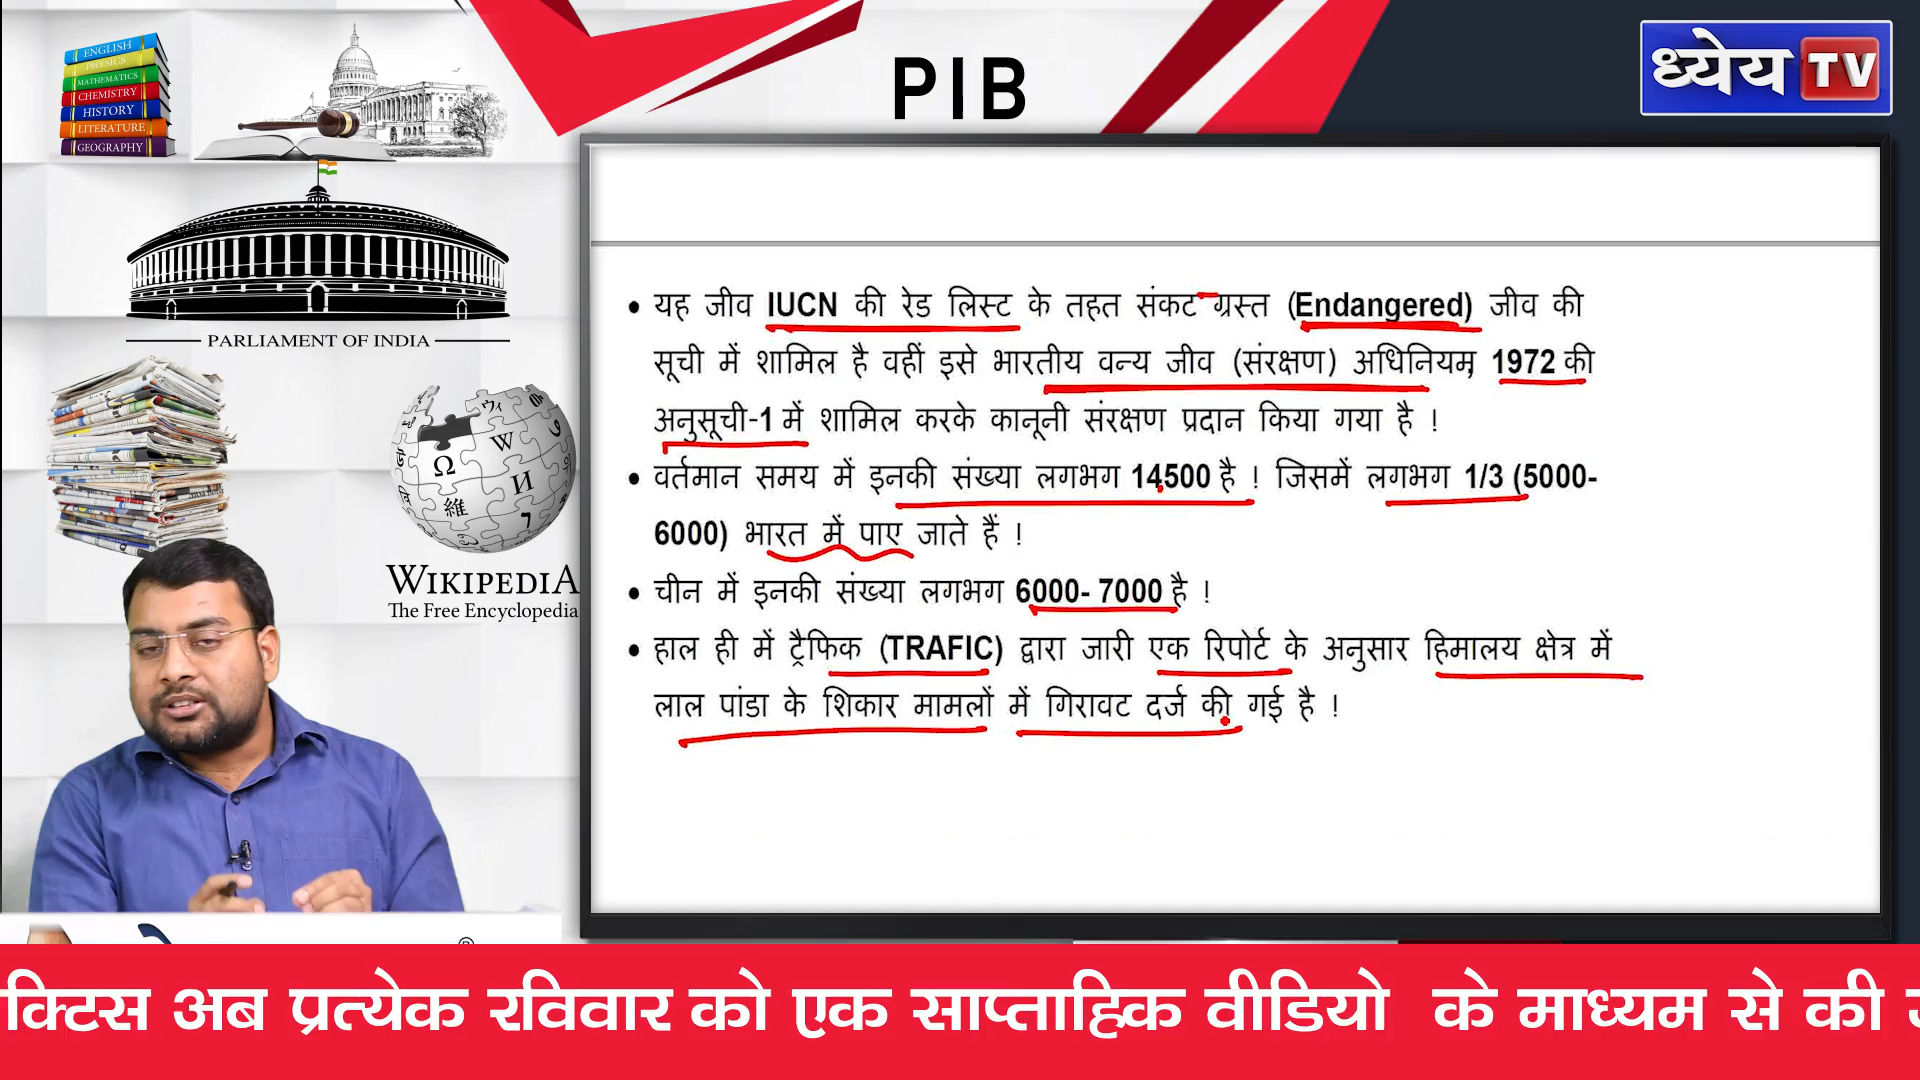 ENGLISH
PHYSICS
MATHEMATICS
CHEMISTRY
HISTORY
LITERATURE
GEOGRAPHY
PIB
ध्येय TV
PARLIAMENT OF INDIA
WIKIPEDIA
The Free Encyclopedia
• यह जीव IUCN की रेड लिस्ट के तहत संकट ग्रस्त (Endangered) जीव की
सूची में शामिल है वहीं इसे भारतीय वन्य जीव (संरक्षण) अधिनियम, 1972 की
अनुसूची-1 में शामिल करके कानूनी संरक्षण प्रदान किया गया है !
• वर्तमान समय में इनकी संख्या लगभग 14500 है ! जिसमें लगभग 1/3 (5000-
6000) भारत में पाए जाते हैं !
• चीन में इनकी संख्या लगभग 6000- 7000 है !
• हाल ही में ट्रैफिक (TRAFIC) द्वारा जारी एक रिपोर्ट के अनुसार हिमालय क्षेत्र में
लाल पांडा के शिकार मामलों में गिरावट दर्ज की गई है !
क्टिस अब प्रत्येक रविवार को एक साप्ताहिक वीडियो के माध्यम से की